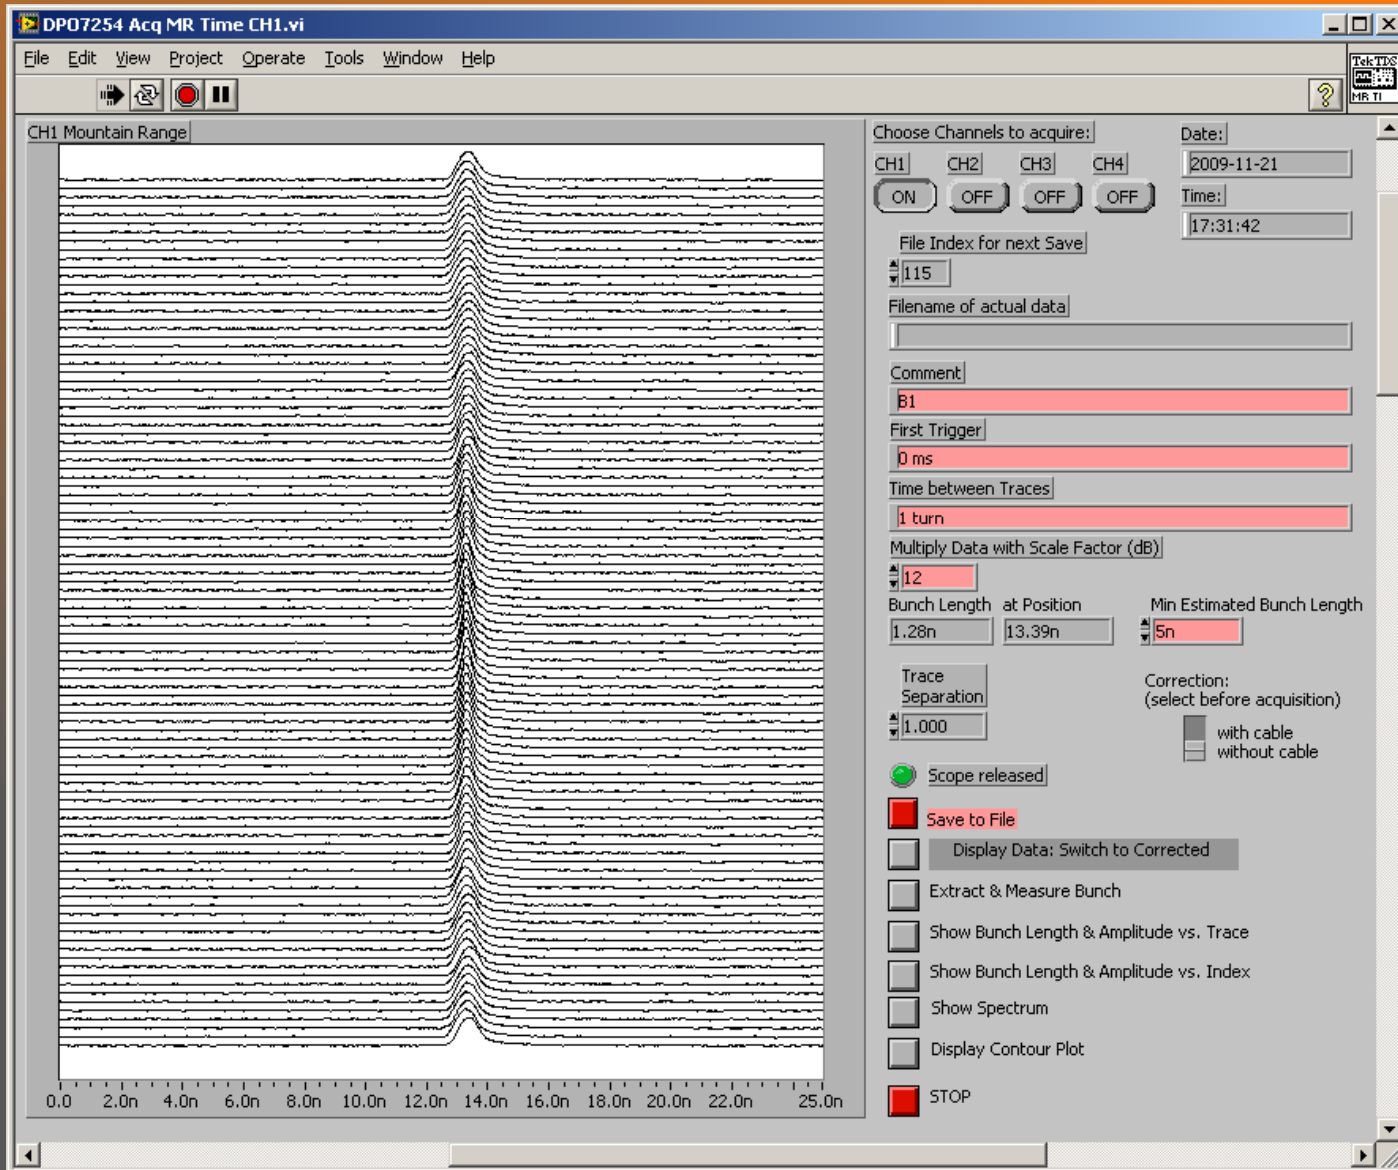 DPO7254 Acq MR Time CH1.vi
File Edit View Project Operate Tools Window Help
TekTDS
MR TI
CH1 Mountain Range
Choose Channels to acquire:
Date:
CH1 CH2 CH3 CH4
2009-11-21
ON OFF OFF OFF
Time:
17:31:42
File Index for next Save
115
Filename of actual data
Comment
B1
First Trigger
0 ms
Time between Traces
1 turn
Multiply Data with Scale Factor (dB)
12
Bunch Length at Position Min Estimated Bunch Length
1.28n 13.39n 5n
Trace
Separation
1.000
Correction:
(select before acquisition)
with cable
without cable
Scope released
Save to File
Display Data: Switch to Corrected
Extract & Measure Bunch
Show Bunch Length & Amplitude vs. Trace
Show Bunch Length & Amplitude vs. Index
Show Spectrum
Display Contour Plot
STOP
0.0 2.0n 4.0n 6.0n 8.0n 10.0n 12.0n 14.0n 16.0n 18.0n 20.0n 22.0n 25.0n